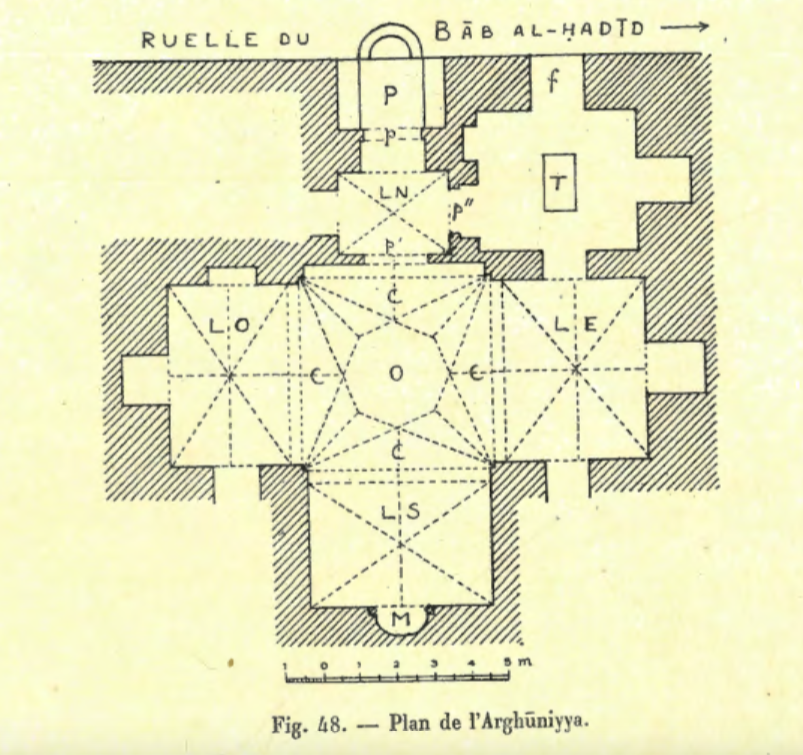 RUELLE DU BĀB AL-ḤADĪD
P
f
p
T
LN
p"
p'
C
LO
LE
C O C
C
LS
M
1 0 1 2 3 4 5 m
Fig. 48. — Plan de l'Arghūniyya.